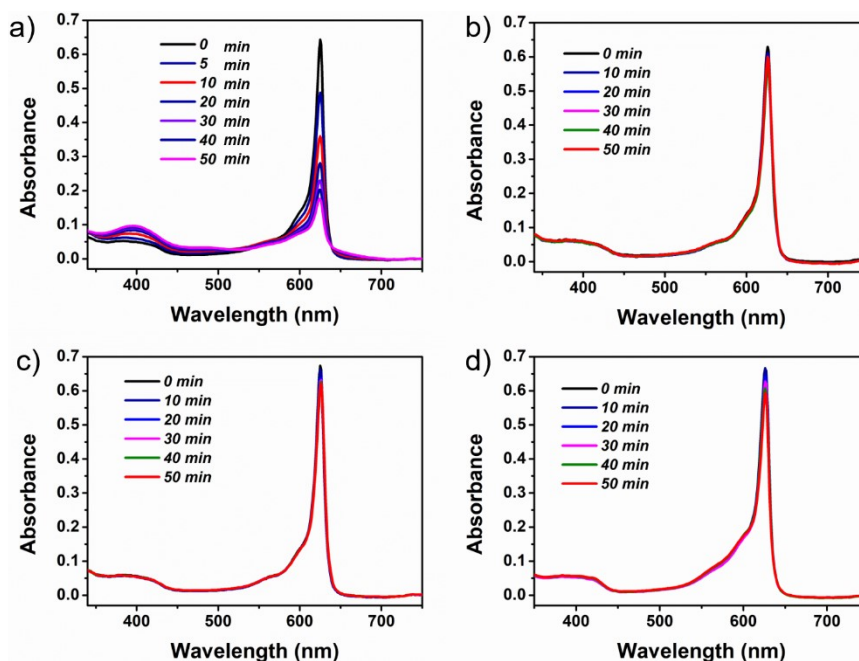 a)
0.7
0.6
0.5
0.4
0.3
0.2
0.1
0.0
Absorbance
0 min
5 min
10 min
20 min
30 min
40 min
50 min
400 500 600 700
Wavelength (nm)
b)
0.7
0.6
0.5
0.4
0.3
0.2
0.1
0.0
Absorbance
0 min
10 min
20 min
30 min
40 min
50 min
400 500 600 700
Wavelength (nm)
c)
0.7
0.6
0.5
0.4
0.3
0.2
0.1
0.0
Absorbance
0 min
10 min
20 min
30 min
40 min
50 min
400 500 600 700
Wavelength (nm)
d)
0.7
0.6
0.5
0.4
0.3
0.2
0.1
0.0
Absorbance
0 min
10 min
20 min
30 min
40 min
50 min
400 500 600 700
Wavelength (nm)